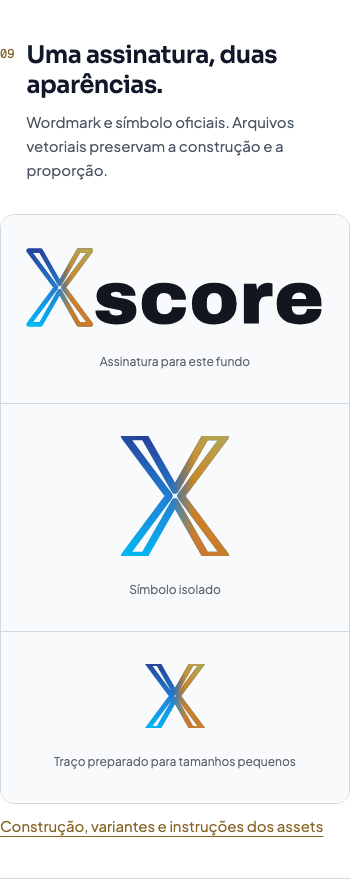 09
Uma assinatura, duas
aparências.
Wordmark e símbolo oficiais. Arquivos
vetoriais preservam a construção e a
proporção.
Xscore
Assinatura para este fundo
X
Símbolo isolado
X
Traço preparado para tamanhos pequenos
Construção, variantes e instruções dos assets